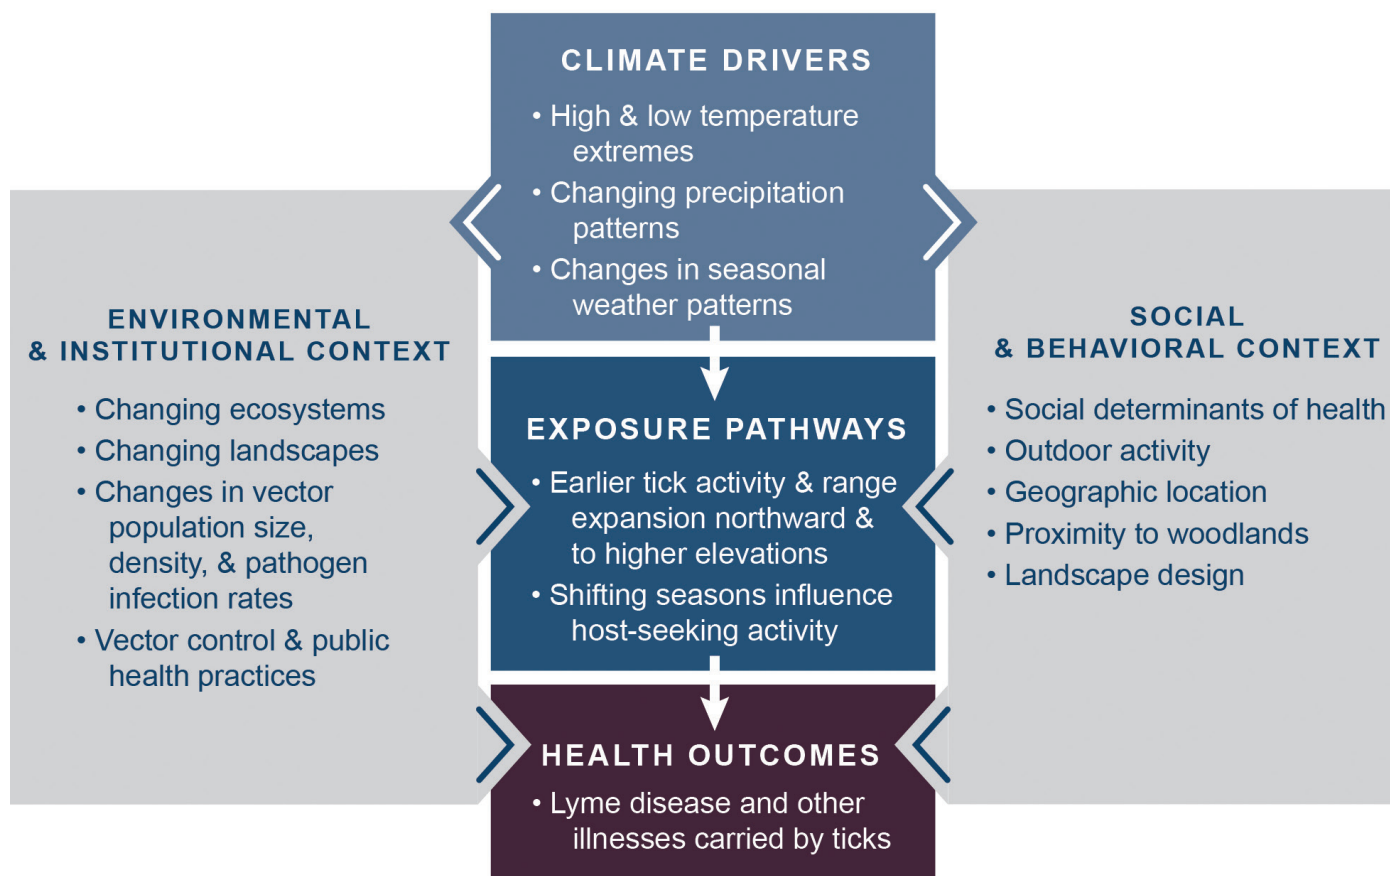 CLIMATE DRIVERS
• High & low temperature
extremes
• Changing precipitation
patterns
• Changes in seasonal
weather patterns
ENVIRONMENTAL
& INSTITUTIONAL CONTEXT
• Changing ecosystems
• Changing landscapes
• Changes in vector
population size,
density, & pathogen
infection rates
• Vector control & public
health practices
EXPOSURE PATHWAYS
• Earlier tick activity & range
expansion northward &
to higher elevations
• Shifting seasons influence
host-seeking activity
SOCIAL
& BEHAVIORAL CONTEXT
• Social determinants of health
• Outdoor activity
• Geographic location
• Proximity to woodlands
• Landscape design
HEALTH OUTCOMES
• Lyme disease and other
illnesses carried by ticks